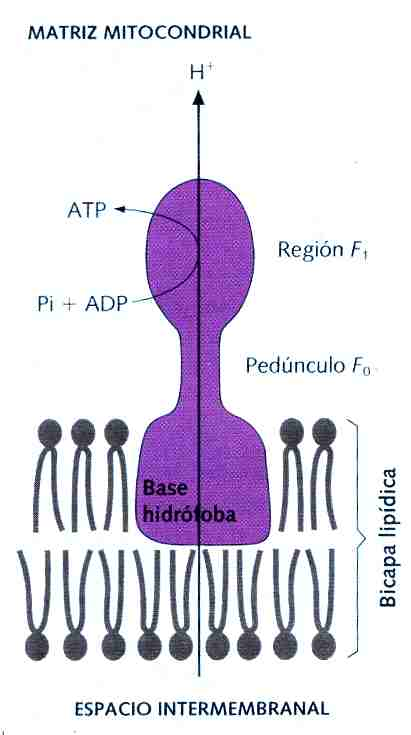 MATRIZ MITOCONDRIAL
H+
ATP
Región F1
Pi + ADP
Pedúnculo F0
Base
hidrófoba
Bicapa lipídica
ESPACIO INTERMEMBRANAL